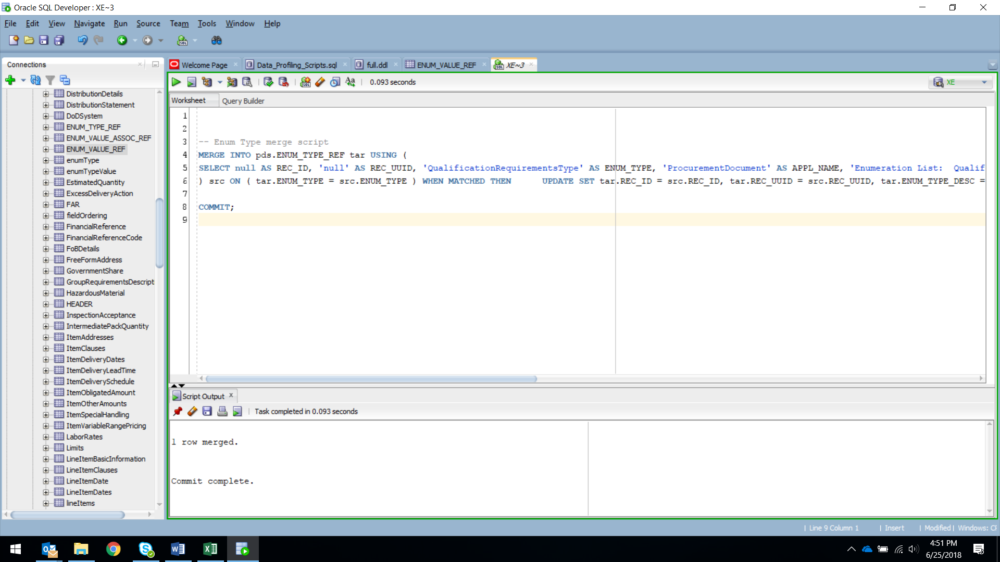 Oracle SQL Developer : XE~3
File Edit View Navigate Run Source Team Tools Window Help
Connections
Welcome Page Data_Profiling_Scripts.sql full.ddl ENUM_VALUE_REF XE~3
0.093 seconds XE
Worksheet Query Builder
DistributionDetails
DistributionStatement
DoDSystem
ENUM_TYPE_REF
ENUM_VALUE_ASSOC_REF
ENUM_VALUE_REF
enumType
enumTypeValue
EstimatedQuantity
ExcessDeliveryAction
FAR
fieldOrdering
FinancialReference
FinancialReferenceCode
FoBDetails
FreeFormAddress
GovernmentShare
GroupRequirementsDescript
HazardousMaterial
HEADER
InspectionAcceptance
IntermediatePackQuantity
ItemAddresses
ItemClauses
ItemDeliveryDates
ItemDeliveryLeadTime
ItemDeliverySchedule
ItemObligatedAmount
ItemOtherAmounts
ItemSpecialHandling
ItemVariableRangePricing
LaborRates
Limits
LineItemBasicInformation
LineItemClauses
LineItemDate
LineItemDates
lineItems
1
2
3 -- Enum Type merge script
4 MERGE INTO pds.ENUM_TYPE_REF tar USING (
5 SELECT null AS REC_ID, 'null' AS REC_UUID, 'QualificationRequirementsType' AS ENUM_TYPE, 'ProcurementDocument' AS APPL_NAME, 'Enumeration List:  Qualif
6 ) src ON ( tar.ENUM_TYPE = src.ENUM_TYPE ) WHEN MATCHED THEN      UPDATE SET tar.REC_ID = src.REC_ID, tar.REC_UUID = src.REC_UUID, tar.ENUM_TYPE_DESC =
7
8 COMMIT;
9
Script Output
Task completed in 0.093 seconds
1 row merged.
Commit complete.
Line 9 Column 1 | Insert | Modified | Windows: CF
4:51 PM
6/25/2018